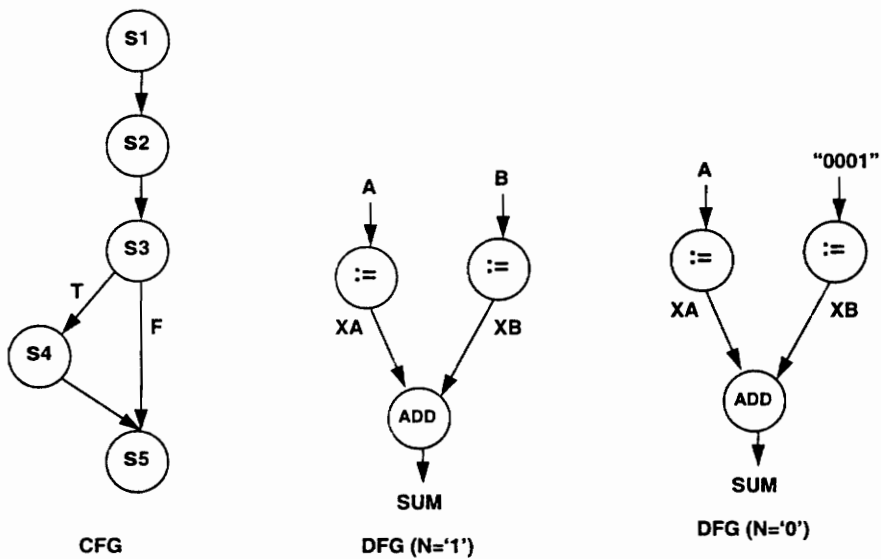 S1
S2
S3
T
F
S4
S5
CFG
A
B
:=
:=
XA
XB
ADD
SUM
DFG (N='1')
A
“0001”
:=
:=
XA
XB
ADD
SUM
DFG (N='0')